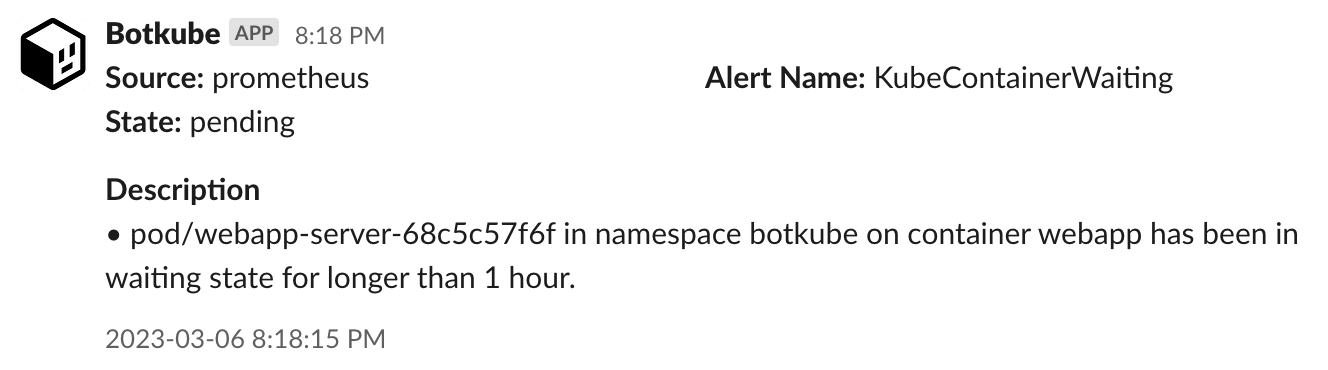 Botkube APP 8:18 PM
Source: prometheus Alert Name: KubeContainerWaiting
State: pending
Description
• pod/webapp-server-68c5c57f6f in namespace botkube on container webapp has been in
waiting state for longer than 1 hour.
2023-03-06 8:18:15 PM